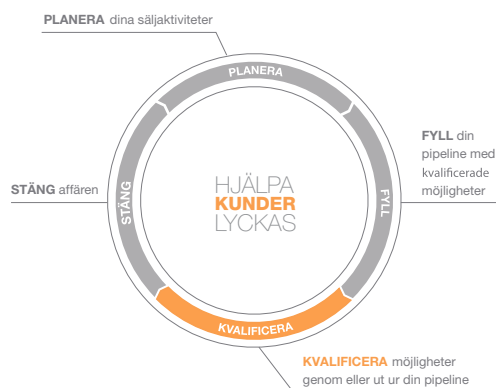 PLANERA dina säljaktiviteter
PLANERA
FYLL din
pipeline med
kvalificerade
möjligheter
FYLL
HJÄLPA
KUNDER
LYCKAS
STÄNG affären
STÄNG
KVALIFICERA
KVALIFICERA möjligheter
genom eller ut ur din pipeline